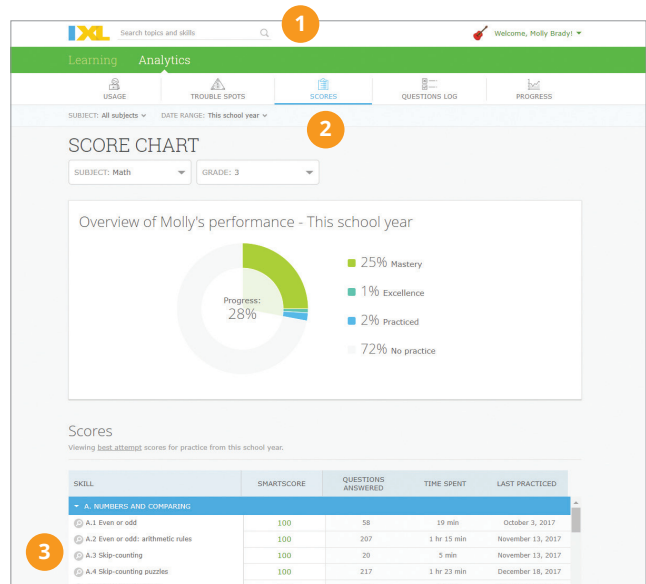 IXL Search topics and skills 1 Welcome, Molly Brady!
Learning Analytics
USAGE TROUBLE SPOTS SCORES QUESTIONS LOG PROGRESS
SUBJECT: All subjects DATE RANGE: This school year
2
SCORE CHART
SUBJECT: Math GRADE: 3
Overview of Molly's performance - This school year
25% Mastery
1% Excellence
Progress:
28%
2% Practiced
72% No practice
Scores
Viewing best attempt scores for practice from this school year.
SKILL SMARTSCORE QUESTIONS ANSWERED TIME SPENT LAST PRACTICED
A. NUMBERS AND COMPARING
A.1 Even or odd 100 58 19 min October 3, 2017
A.2 Even or odd: arithmetic rules 100 207 1 hr 15 min November 13, 2017
3 A.3 Skip-counting 100 20 5 min November 13, 2017
A.4 Skip-counting puzzles 100 217 1 hr 23 min December 18, 2017